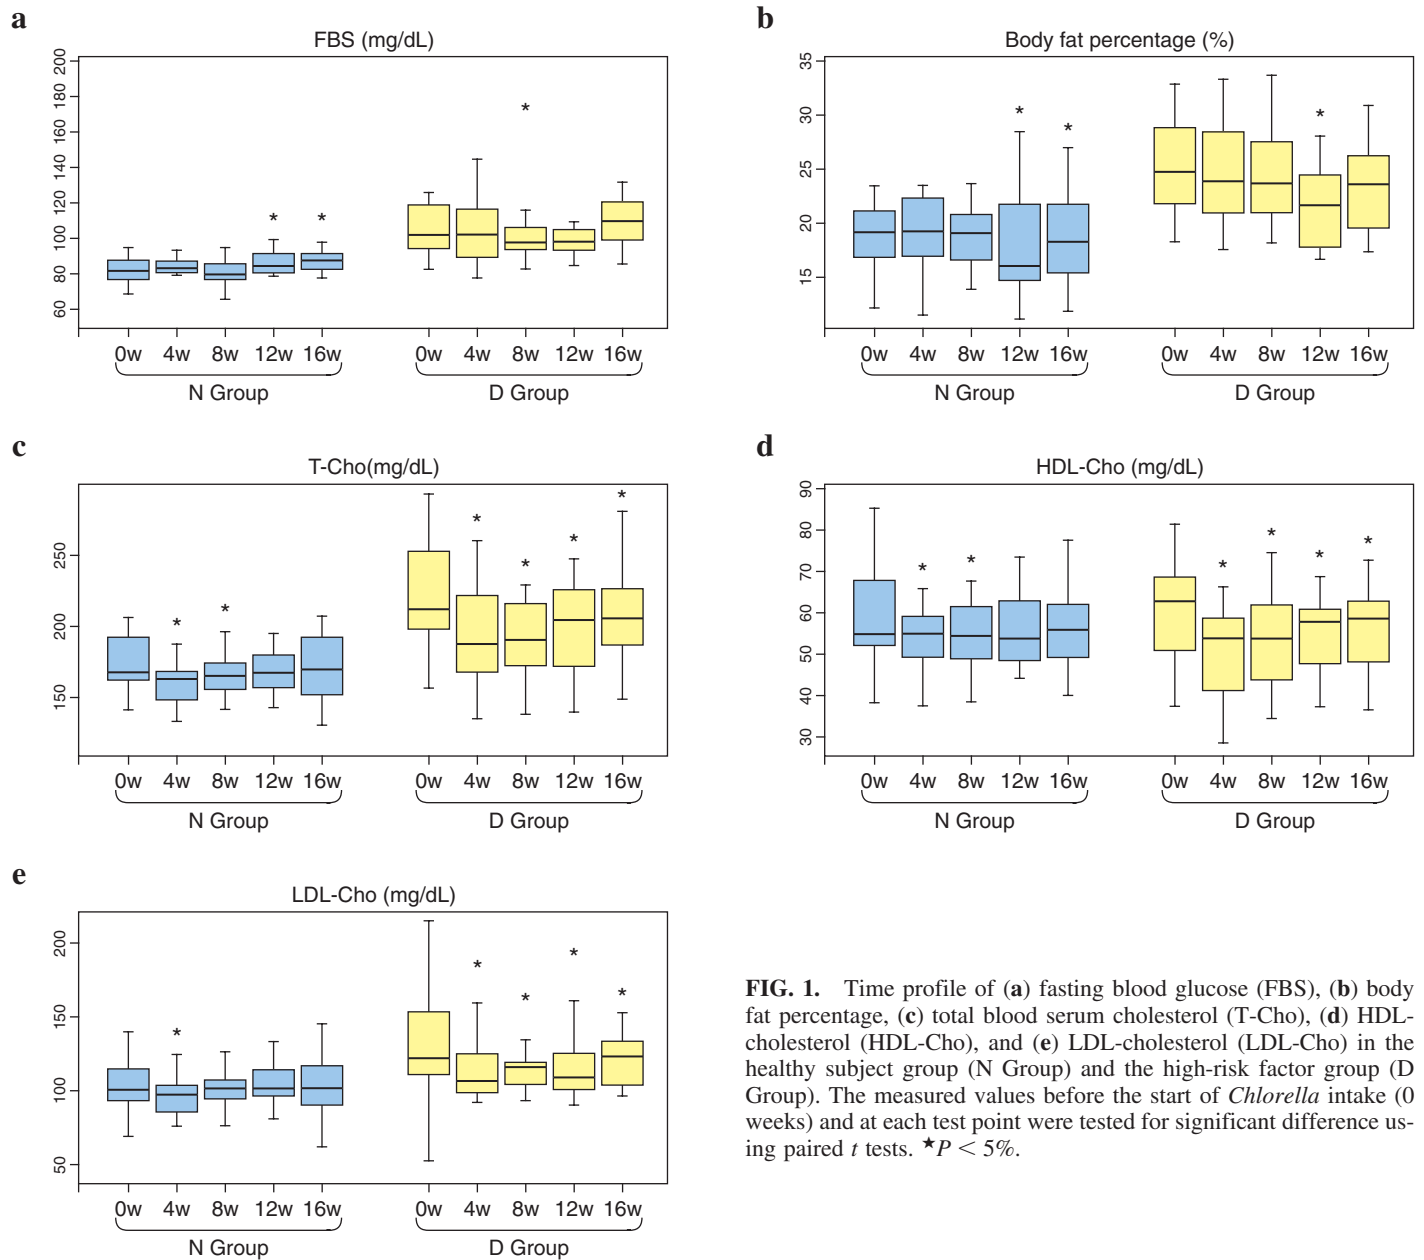 a
FBS (mg/dL)
200
180
160
140
120
100
80
60
*
*
*
0w 4w 8w 12w 16w 0w 4w 8w 12w 16w
N Group D Group
b
Body fat percentage (%)
35
30
25
20
15
*
*
*
0w 4w 8w 12w 16w 0w 4w 8w 12w 16w
N Group D Group
c
T-Cho(mg/dL)
250
200
150
*
*
*
*
*
*
0w 4w 8w 12w 16w 0w 4w 8w 12w 16w
N Group D Group
d
HDL-Cho (mg/dL)
90
80
70
60
50
40
30
*
*
*
*
*
*
0w 4w 8w 12w 16w 0w 4w 8w 12w 16w
N Group D Group
e
LDL-Cho (mg/dL)
200
150
100
50
*
*
*
*
*
0w 4w 8w 12w 16w 0w 4w 8w 12w 16w
N Group D Group
FIG. 1. Time profile of (a) fasting blood glucose (FBS), (b) body
fat percentage, (c) total blood serum cholesterol (T-Cho), (d) HDL-
cholesterol (HDL-Cho), and (e) LDL-cholesterol (LDL-Cho) in the
healthy subject group (N Group) and the high-risk factor group (D
Group). The measured values before the start of Chlorella intake (0
weeks) and at each test point were tested for significant difference us-
ing paired t tests. ★P < 5%.